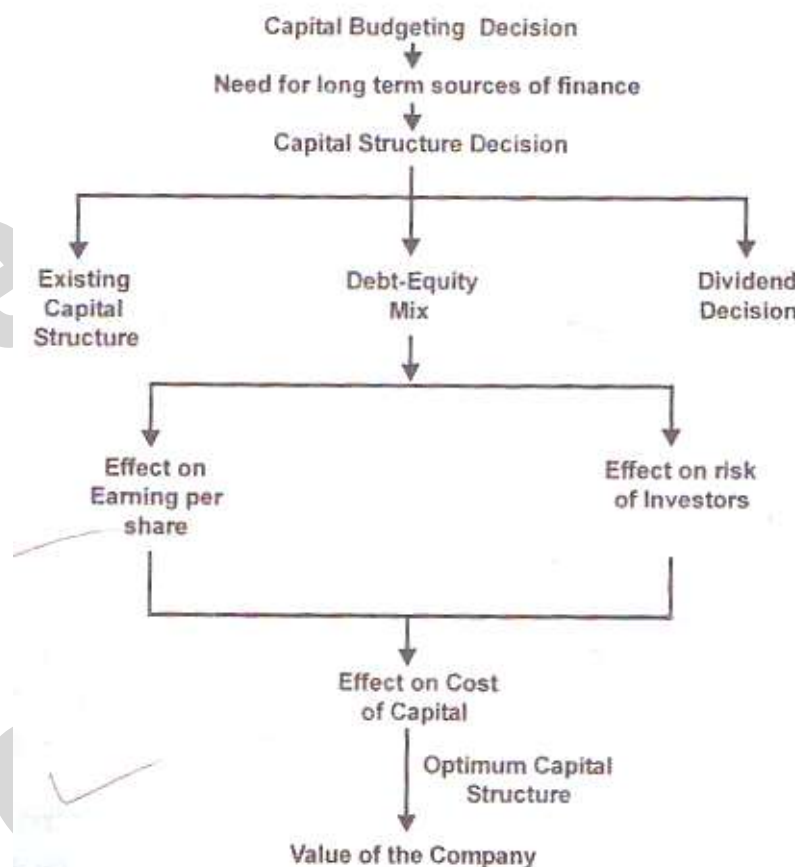 Capital Budgeting Decision
Need for long term sources of finance
Capital Structure Decision
Existing
Capital
Structure
Debt-Equity
Mix
Dividend
Decision
Effect on
Earning per
share
Effect on risk
of Investors
Effect on Cost
of Capital
Optimum Capital
Structure
Value of the Company